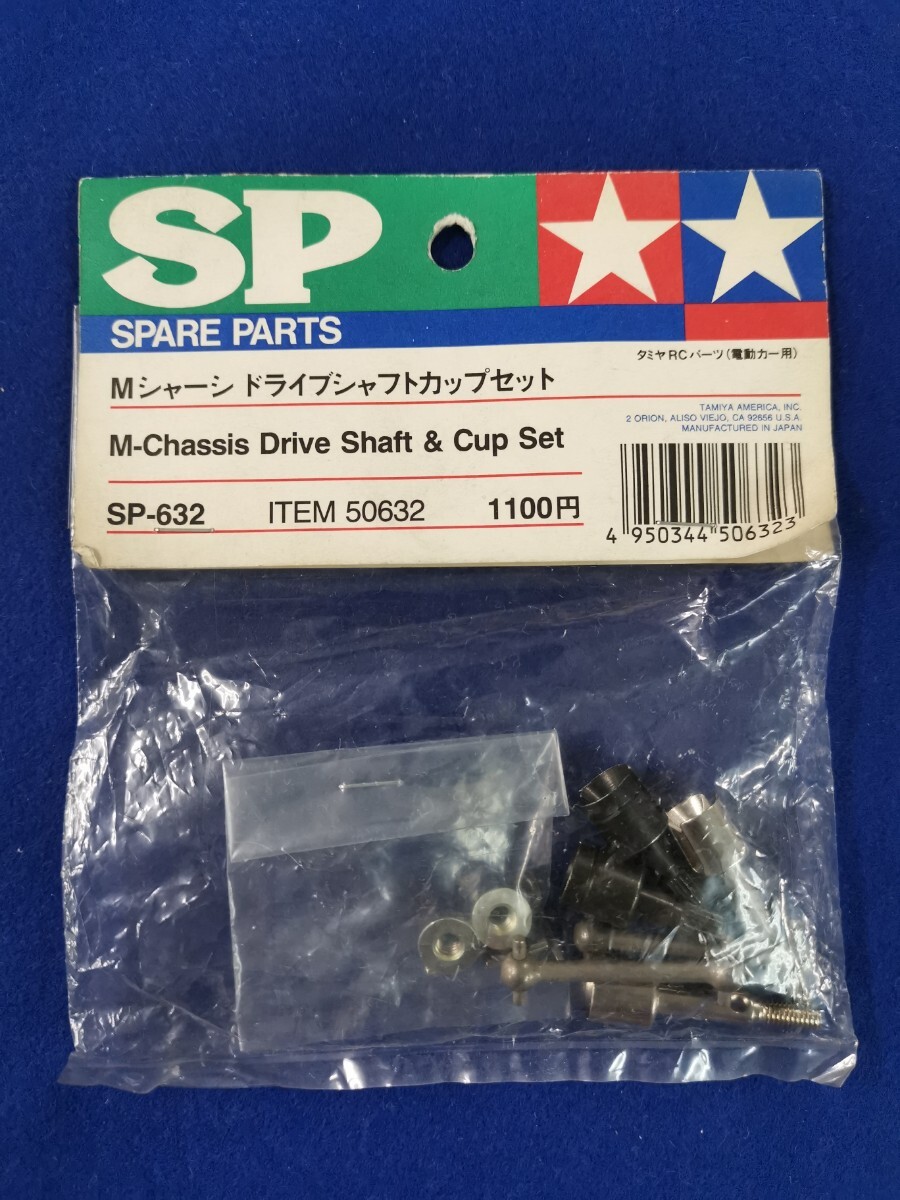 SP
SPARE PARTS
タミヤRCパーツ(電動カー用)
Mシャーシ ドライブシャフトカップセット
TAMIYA AMERICA, INC.
2 ORION, ALISO VIEJO, CA 92656 U.S.A.
MANUFACTURED IN JAPAN
M-Chassis Drive Shaft & Cup Set
SP-632 ITEM 50632 1100円
4 950344 506323